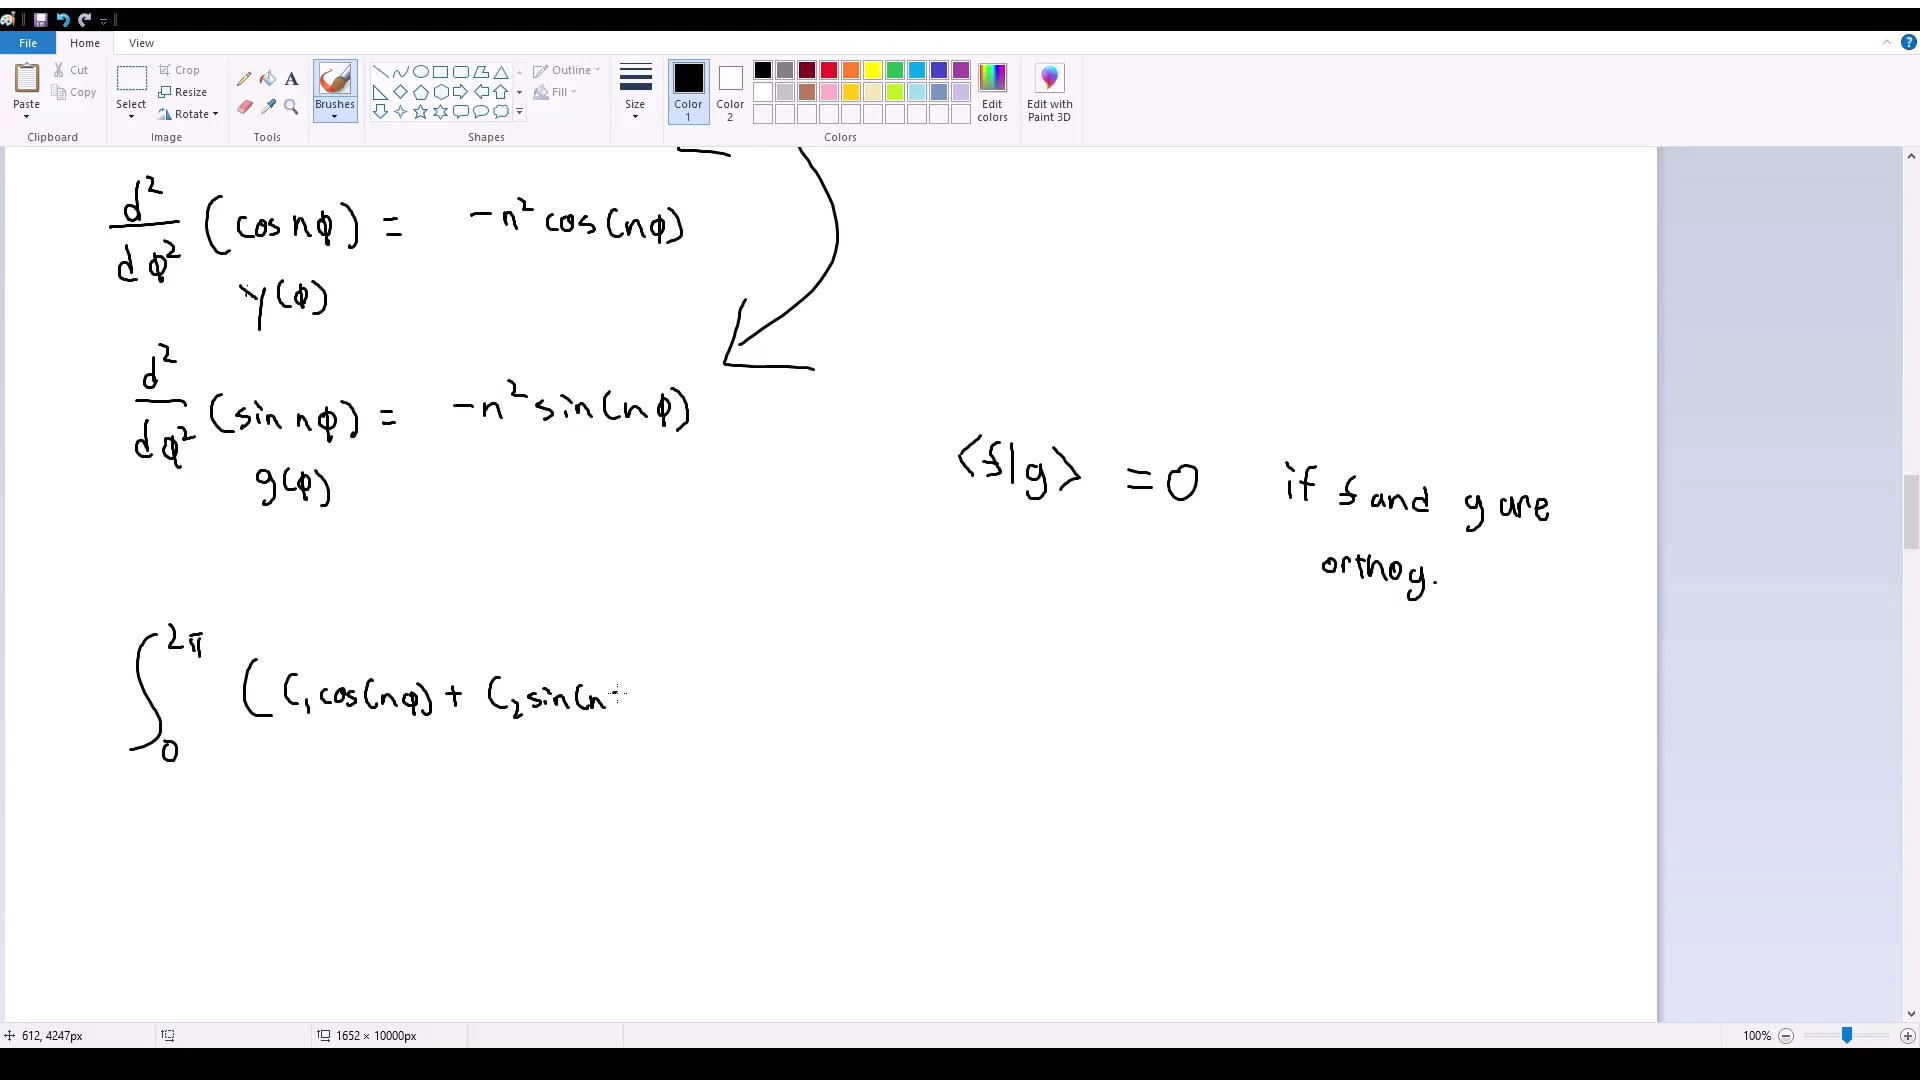 File Home View
Paste Cut Copy Clipboard
Select Crop Resize Rotate Image
A Tools
Brushes
Outline Fill Shapes
Size
Color 1 Color 2 Edit colors Colors
Edit with Paint 3D
d²/dφ² (cos nφ) = -n² cos(nφ)
y(φ)
d²/dφ² (sin nφ) = -n² sin(nφ)
g(φ)
<f|g> = 0 if f and g are
orthog.
∫₀^2π (C₁cos(nφ) + C₂sin(n
612, 4247px 1652 × 10000px 100%